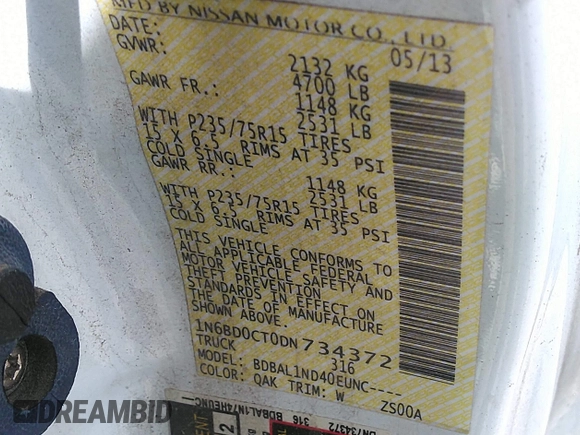 MFD BY NISSAN MOTOR CO., LTD.
DATE: 05/13
GVWR: 2132 KG
4700 LB
GAWR FR.: 1148 KG
2531 LB
WITH P235/75R15 TIRES
15 X 6.5 RIMS AT 35 PSI
COLD SINGLE
GAWR RR.: 1148 KG
2531 LB
WITH P235/75R15 TIRES
15 X 6.5 RIMS AT 35 PSI
COLD SINGLE
THIS VEHICLE CONFORMS TO
ALL APPLICABLE FEDERAL
MOTOR VEHICLE SAFETY AND
THEFT PREVENTION
STANDARDS IN EFFECT ON
THE DATE OF MANUFACTURE
SHOWN ABOVE.
1N6BD0CT0DN734372
TRUCK 316
MODEL: BDBAL1ND40EUNC----
COLOR: QAK TRIM: W ZS00A
DN734372
316 BDBAL1N74HEUNC
2
DREAMBID